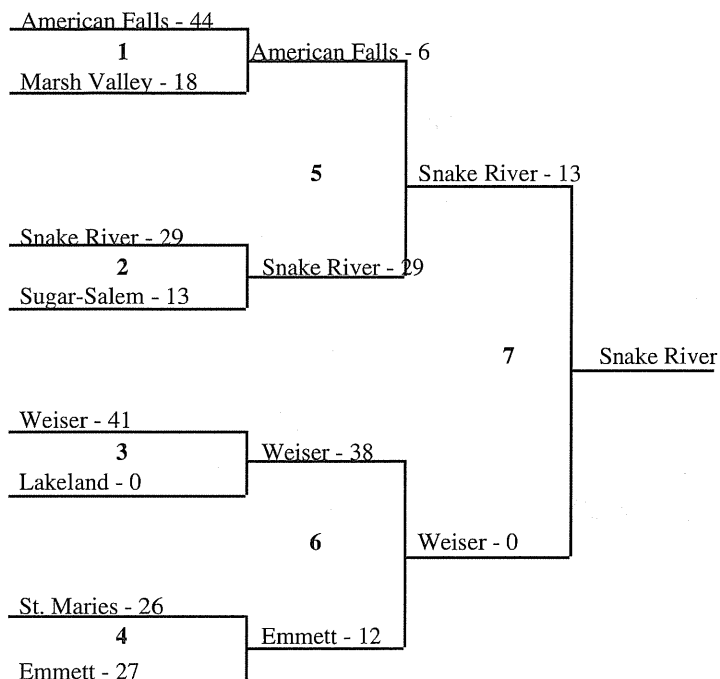 American Falls - 44
1
American Falls - 6
Marsh Valley - 18
5
Snake River - 13
Snake River - 29
2
Snake River - 29
Sugar-Salem - 13
7
Snake River
Weiser - 41
3
Weiser - 38
Lakeland - 0
6
Weiser - 0
St. Maries - 26
4
Emmett - 12
Emmett - 27